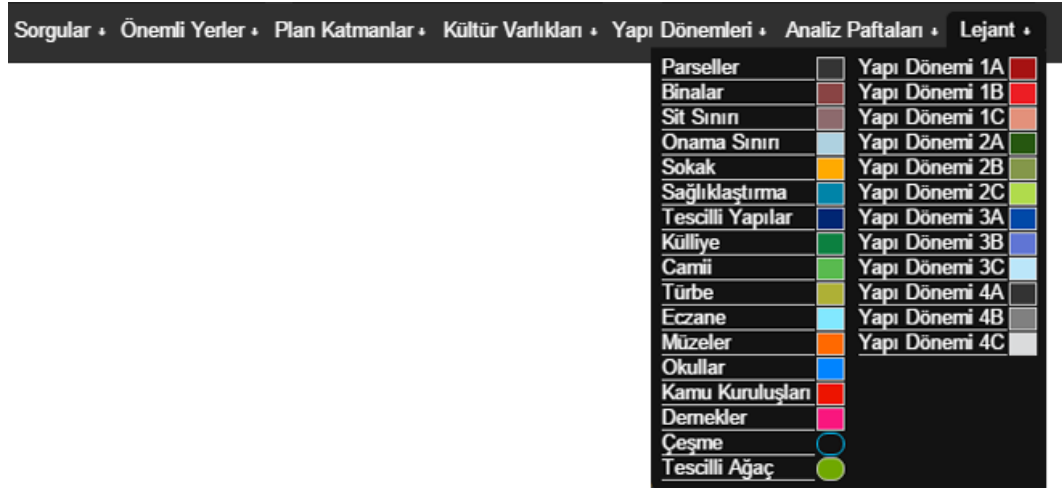 Sorgular Önemli Yerler Plan Katmanlar Kültür Varlıkları Yapı Dönemleri Analiz Paftaları Lejant
Parseller
Binalar
Sit Sınırı
Onama Sınırı
Sokak
Sağlıklaştırma
Tescilli Yapılar
Külliye
Camii
Türbe
Eczane
Müzeler
Okullar
Kamu Kuruluşları
Dernekler
Çeşme
Tescilli Ağaç
Yapı Dönemi 1A
Yapı Dönemi 1B
Yapı Dönemi 1C
Yapı Dönemi 2A
Yapı Dönemi 2B
Yapı Dönemi 2C
Yapı Dönemi 3A
Yapı Dönemi 3B
Yapı Dönemi 3C
Yapı Dönemi 4A
Yapı Dönemi 4B
Yapı Dönemi 4C